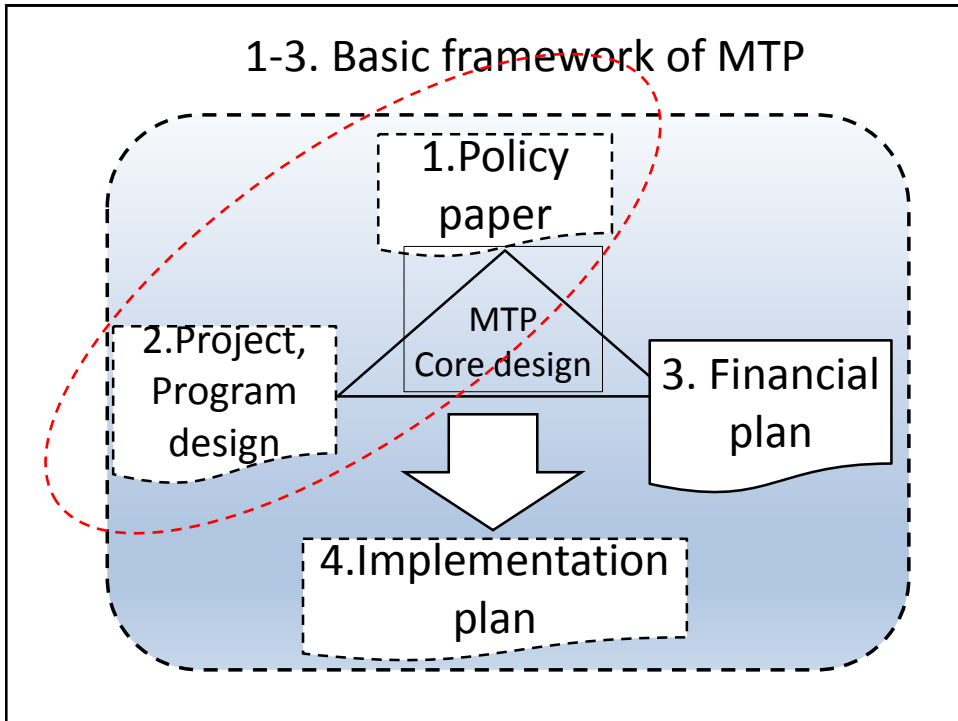 1-3. Basic framework of MTP
1.Policy
paper
MTP
Core design
2.Project,
Program
design
3. Financial
plan
4.Implementation
plan